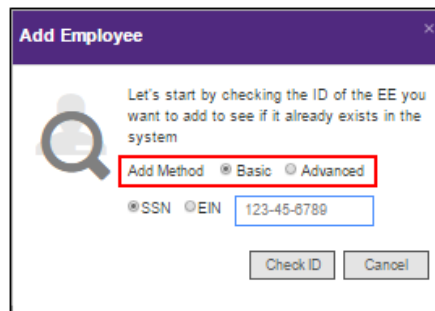 Add Employee ×
Let's start by checking the ID of the EE you
want to add to see if it already exists in the
system
Add Method Basic Advanced
SSN EIN 123-45-6789
Check ID Cancel